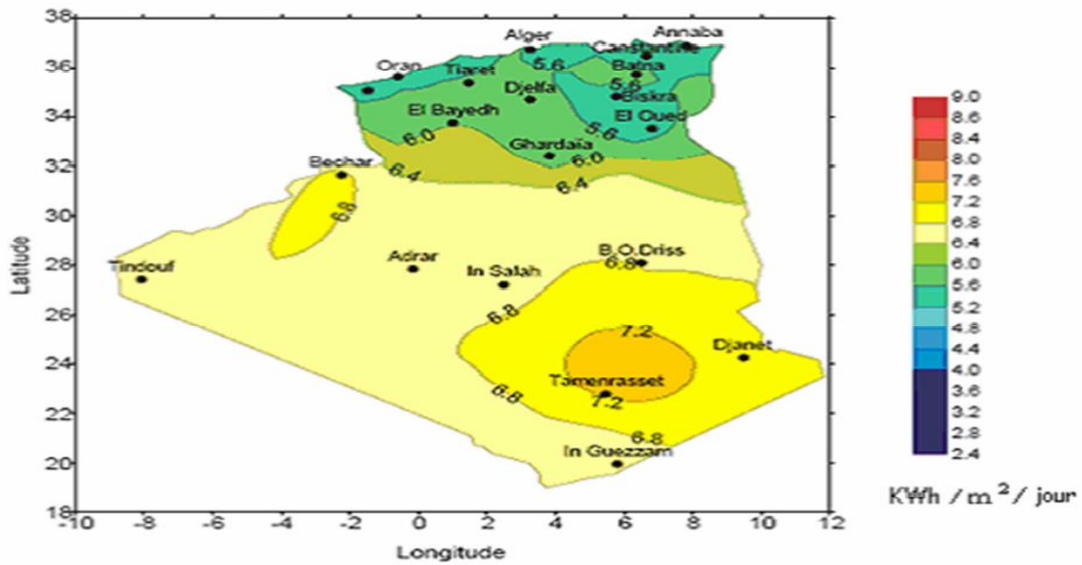 38
36
34
32
30
28
26
24
22
20
18
Latitude
-10 -8 -6 -4 -2 0 2 4 6 8 10 12
Longitude
Alger
Annaba
Canstantine
Oran
Tiaret
5.6
Batna
Djelfa
5.6
Biskra
El Bayedh
El Oued
6.0
5.6
Ghardaïa
6.0
Bechar
6.4
6.4
6.8
Tindouf
Adrar
In Salah
B.O.Driss
6.8
6.8
7.2
Djanet
Tamenrasset
6.8
7.2
6.8
In Guezzam
9.0
8.6
8.4
8.0
7.6
7.2
6.8
6.4
6.0
5.6
5.2
4.8
4.4
4.0
3.6
3.2
2.8
2.4
KWh / m² / jour